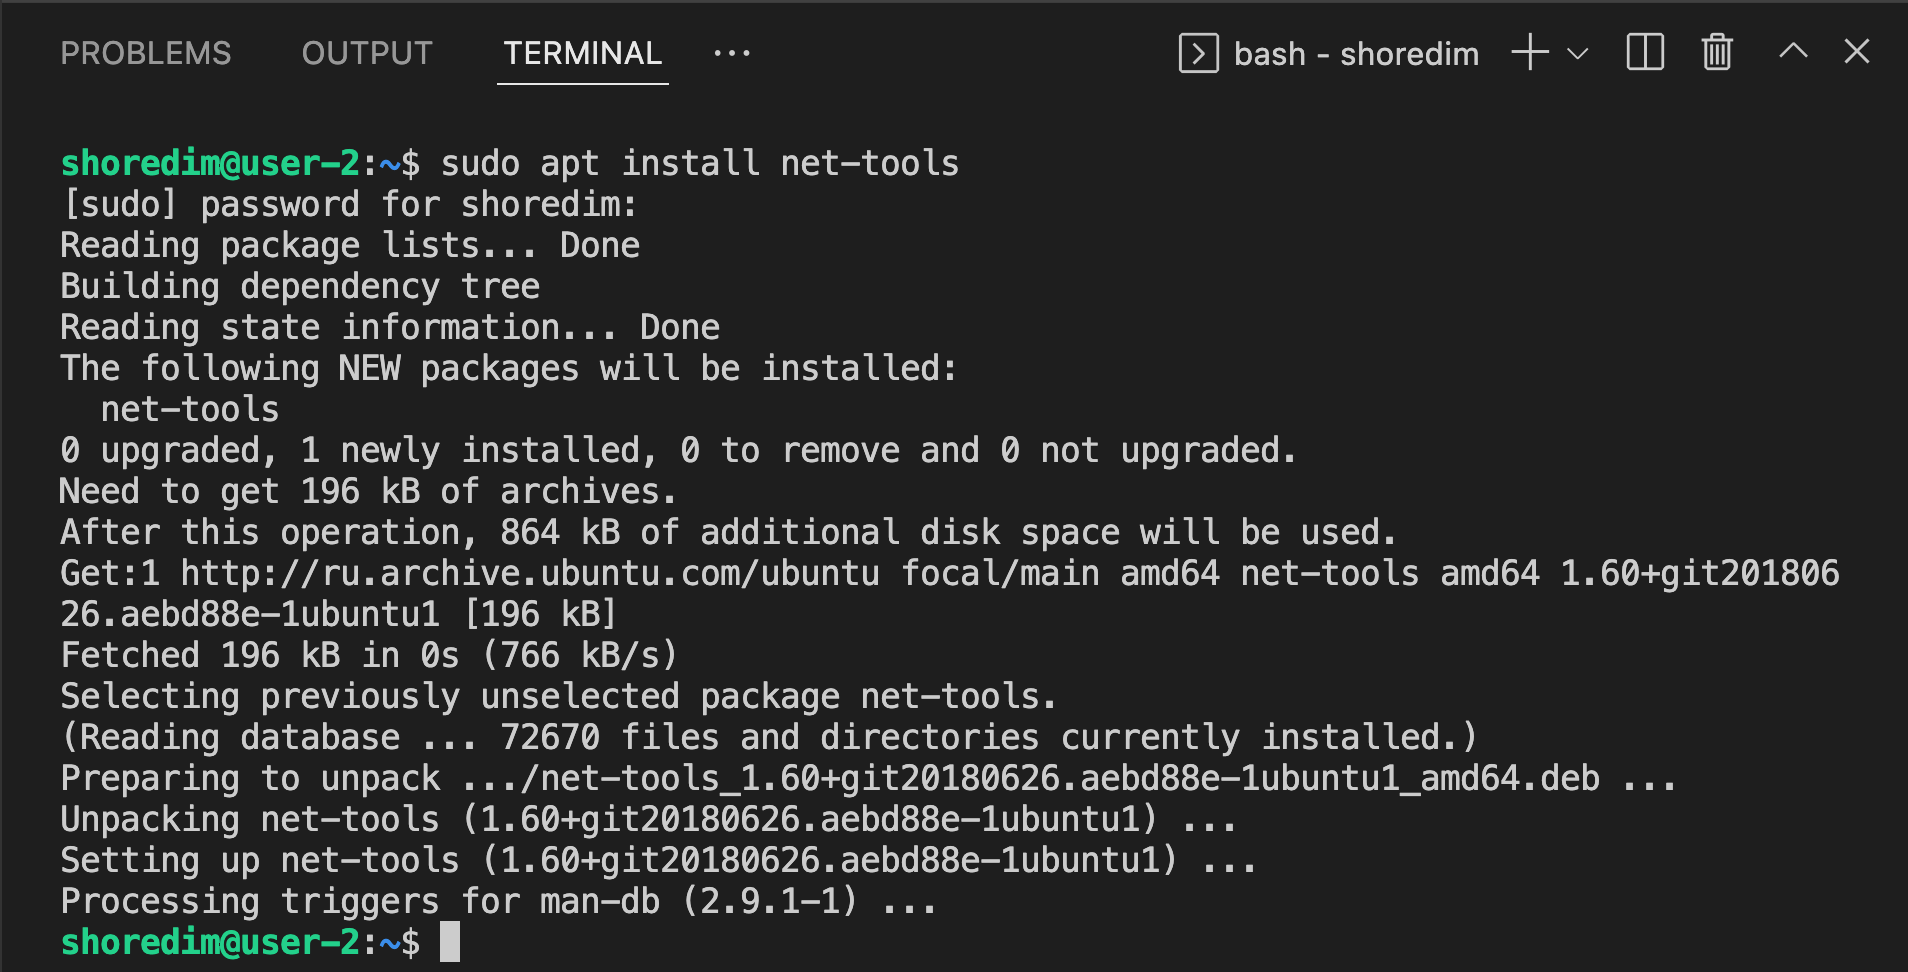 PROBLEMS OUTPUT TERMINAL ... bash - shoredim
shoredim@user-2:~$ sudo apt install net-tools
[sudo] password for shoredim:
Reading package lists... Done
Building dependency tree
Reading state information... Done
The following NEW packages will be installed:
  net-tools
0 upgraded, 1 newly installed, 0 to remove and 0 not upgraded.
Need to get 196 kB of archives.
After this operation, 864 kB of additional disk space will be used.
Get:1 http://ru.archive.ubuntu.com/ubuntu focal/main amd64 net-tools amd64 1.60+git201806
26.aebd88e-1ubuntu1 [196 kB]
Fetched 196 kB in 0s (766 kB/s)
Selecting previously unselected package net-tools.
(Reading database ... 72670 files and directories currently installed.)
Preparing to unpack .../net-tools_1.60+git20180626.aebd88e-1ubuntu1_amd64.deb ...
Unpacking net-tools (1.60+git20180626.aebd88e-1ubuntu1) ...
Setting up net-tools (1.60+git20180626.aebd88e-1ubuntu1) ...
Processing triggers for man-db (2.9.1-1) ...
shoredim@user-2:~$